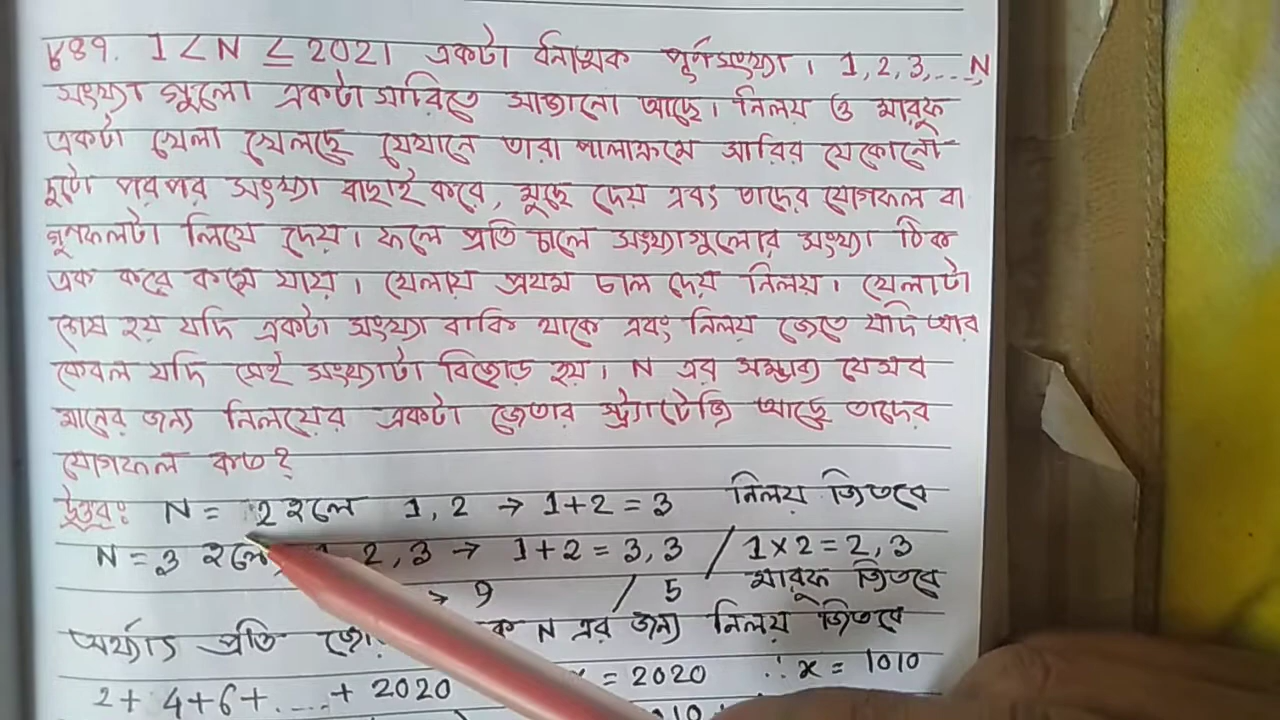 ৮৪৭. 1 < N ≤ 2021 একটা ধনাত্মক পূর্ণসংখ্যা । 1, 2, 3, ..., N
সংখ্যা গুলো একটা সারিতে সাজানো আছে। নিলয় ও মারুফ
একটা খেলা খেলছে যেখানে তারা পালাক্রমে সারির যেকোনো
দুটো পরপর সংখ্যা বাছাই করে, মুছে দেয় এবং তাদের যোগফল বা
গুণফলটা লিখে দেয়। ফলে প্রতি চালে সংখ্যাগুলোর সংখ্যা ঠিক
এক করে কমে যায়। খেলায় প্রথম চাল দেয় নিলয়। খেলাটা
শেষ হয় যদি একটা সংখ্যা বাকি থাকে এবং নিলয় জেতে যদি আর
কেবল যদি সেই সংখ্যাটা বিজোড় হয়। N এর সম্ভাব্য যেসব
মানের জন্য নিলয়ের একটা জেতার স্ট্র্যাটেজি আছে তাদের
যোগফল কত?
উত্তরঃ N = 2 হলে 1, 2 → 1+2 = 3 নিলয় জিতবে
N = 3 হলে, 2, 3 → 1+2 = 3, 3 / 1×2 = 2, 3
→ 9 / 5 মারুফ জিতবে
অর্থ্যাৎ প্রতি N এর জন্য নিলয় জিতবে
2+ 4+6+ .... + 2020 = 2020 ∴ x = 1010